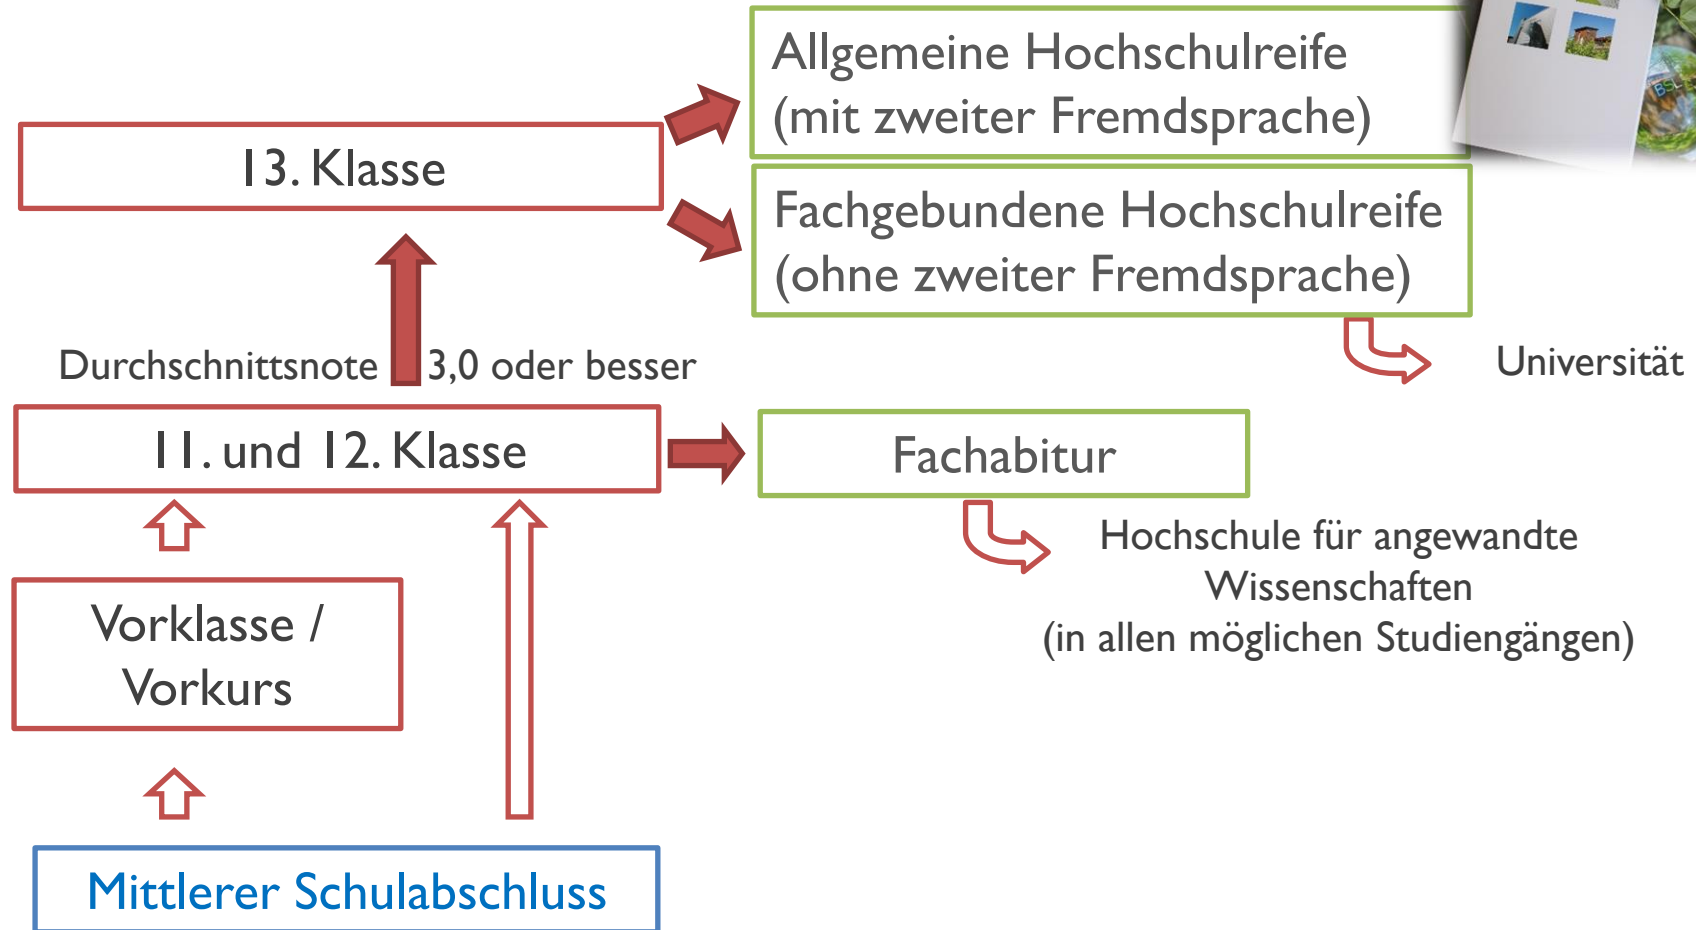 Allgemeine Hochschulreife
(mit zweiter Fremdsprache)
13. Klasse
Fachgebundene Hochschulreife
(ohne zweiter Fremdsprache)
Durchschnittsnote 3,0 oder besser
Universität
11. und 12. Klasse
Fachabitur
Hochschule für angewandte
Wissenschaften
(in allen möglichen Studiengängen)
Vorklasse /
Vorkurs
Mittlerer Schulabschluss
BSL